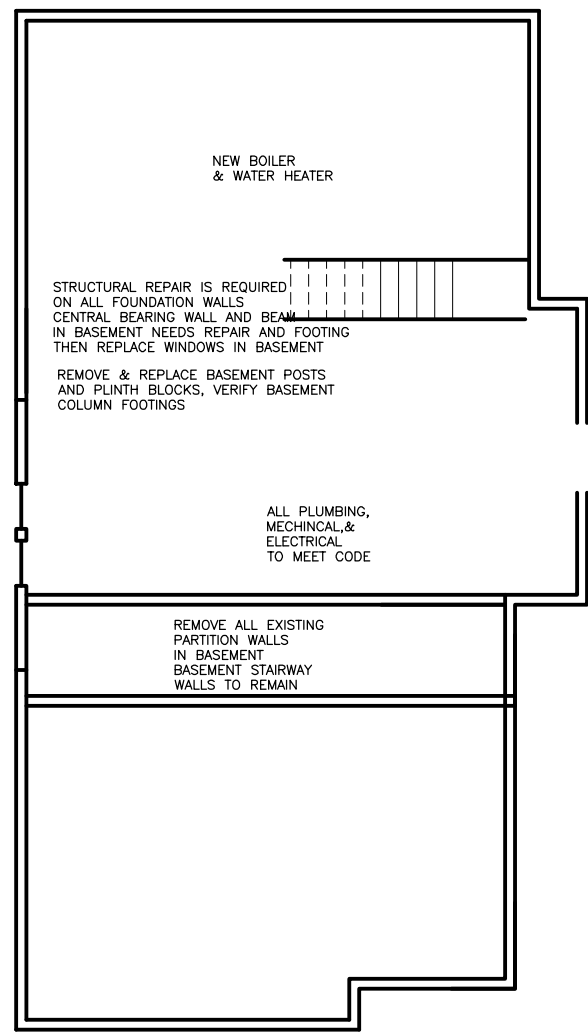 NEW BOILER
& WATER HEATER
STRUCTURAL REPAIR IS REQUIRED
ON ALL FOUNDATION WALLS
CENTRAL BEARING WALL AND BEAM
IN BASEMENT NEEDS REPAIR AND FOOTING
THEN REPLACE WINDOWS IN BASEMENT
REMOVE & REPLACE BASEMENT POSTS
AND PLINTH BLOCKS, VERIFY BASEMENT
COLUMN FOOTINGS
ALL PLUMBING,
MECHINCAL,&
ELECTRICAL
TO MEET CODE
REMOVE ALL EXISTING
PARTITION WALLS
IN BASEMENT
BASEMENT STAIRWAY
WALLS TO REMAIN